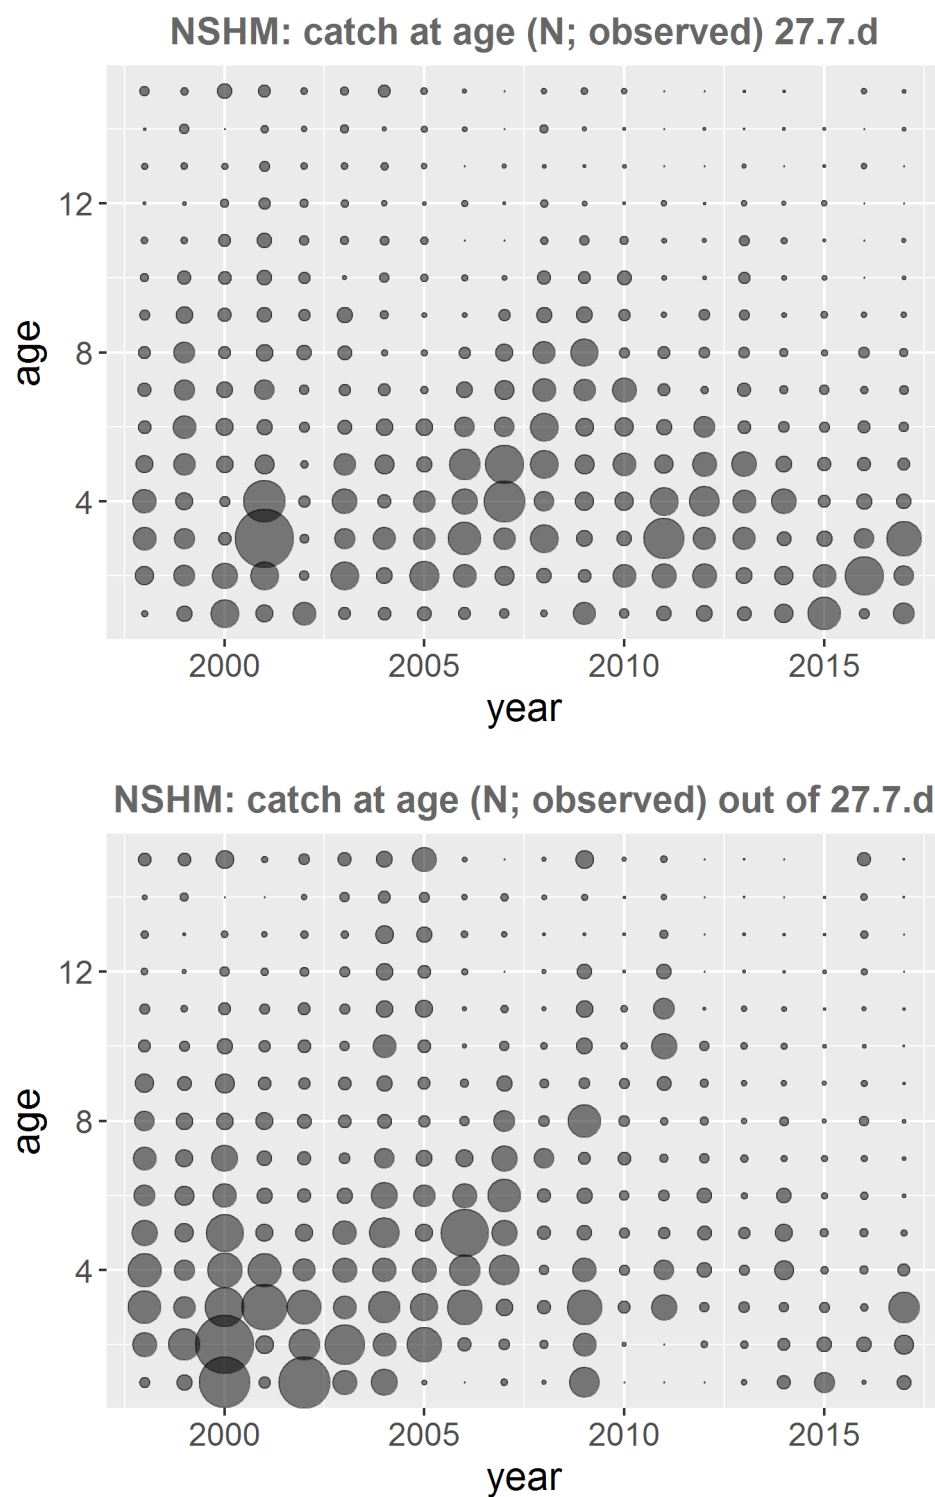 NSHM: catch at age (N; observed) 27.7.d
12
8
4
age
2000 2005 2010 2015
year
NSHM: catch at age (N; observed) out of 27.7.d
12
8
4
age
2000 2005 2010 2015
year